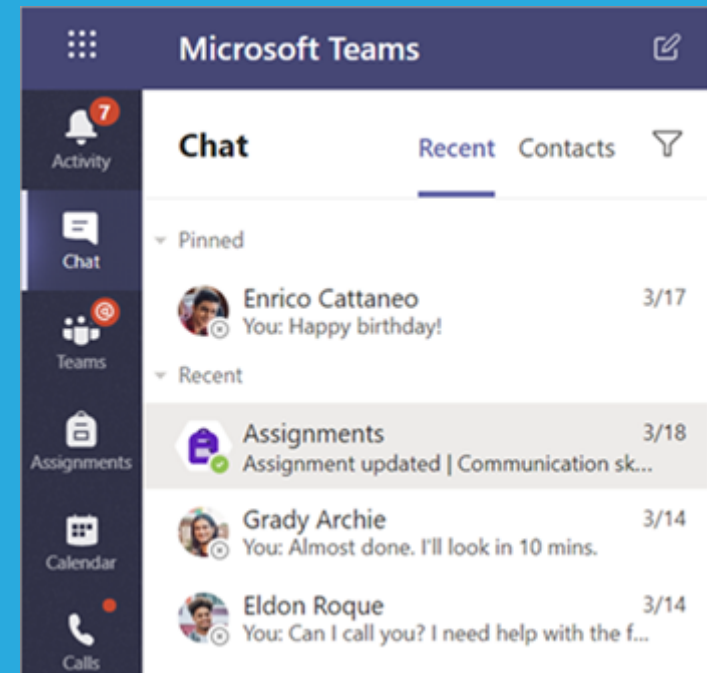 Microsoft Teams
7
Activity
Chat
@
Teams
Assignments
Calendar
Calls
Chat Recent Contacts
Pinned
Enrico Cattaneo 3/17
You: Happy birthday!
Recent
Assignments 3/18
Assignment updated | Communication sk...
Grady Archie 3/14
You: Almost done. I'll look in 10 mins.
Eldon Roque 3/14
You: Can I call you? I need help with the f...